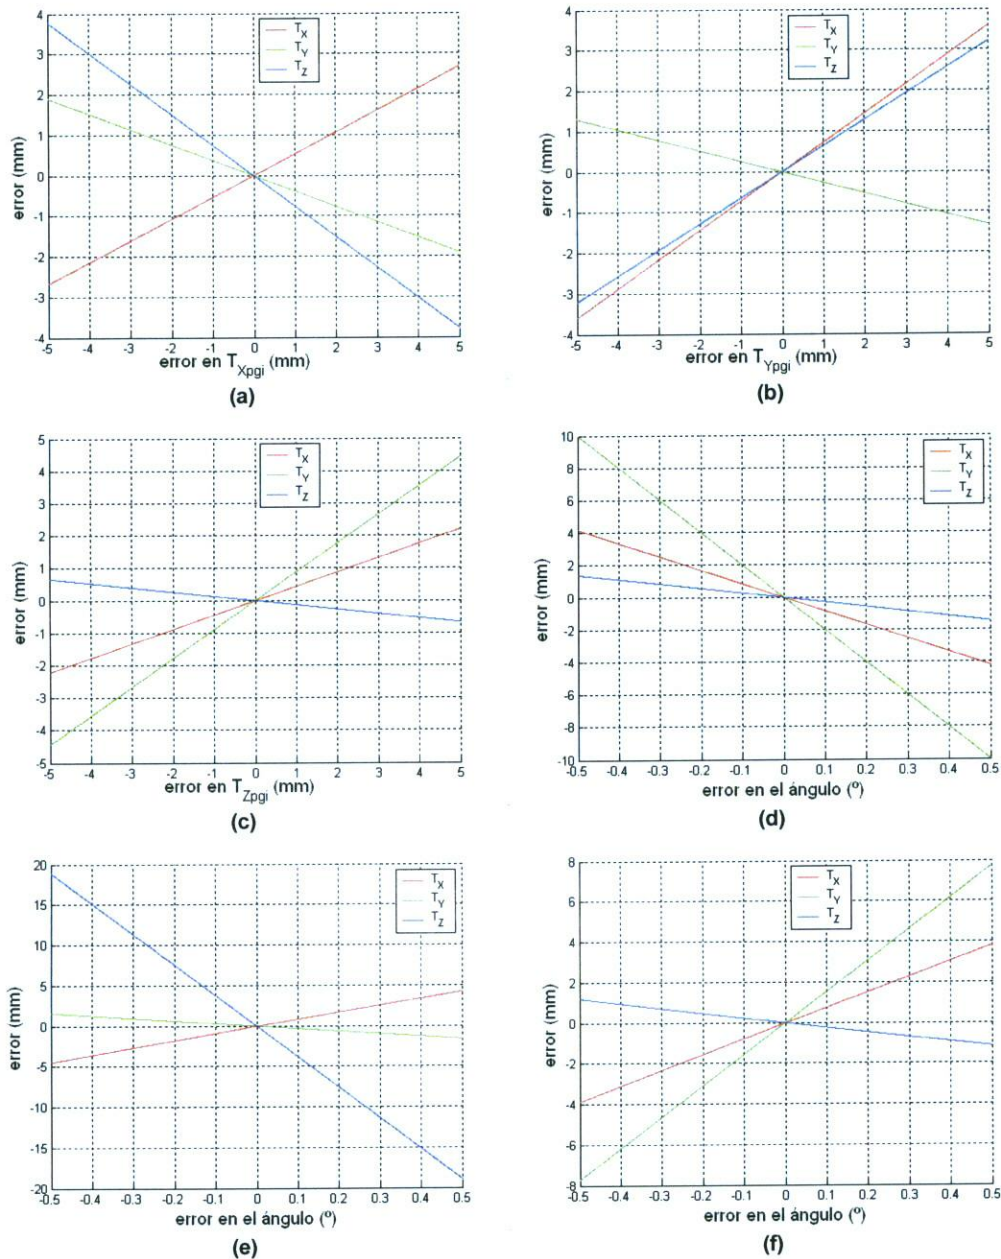 4
3
2
1
0
-1
-2
-3
-4
error (mm)
T_X
T_Y
T_Z
-5 -4 -3 -2 -1 0 1 2 3 4 5
error en T_Xpgi (mm)
(a)
4
3
2
1
0
-1
-2
-3
-4
error (mm)
T_X
T_Y
T_Z
-5 -4 -3 -2 -1 0 1 2 3 4 5
error en T_Ypgi (mm)
(b)
5
4
3
2
1
0
-1
-2
-3
-4
-5
error (mm)
T_X
T_Y
T_Z
-5 -4 -3 -2 -1 0 1 2 3 4 5
error en T_Zpgi (mm)
(c)
10
8
6
4
2
0
-2
-4
-6
-8
-10
error (mm)
T_X
T_Y
T_Z
-0.5 -0.4 -0.3 -0.2 -0.1 0 0.1 0.2 0.3 0.4 0.5
error en el ángulo (º)
(d)
20
15
10
5
0
-5
-10
-15
-20
error (mm)
T_X
T_Y
T_Z
-0.5 -0.4 -0.3 -0.2 -0.1 0 0.1 0.2 0.3 0.4 0.5
error en el ángulo (º)
(e)
8
6
4
2
0
-2
-4
-6
-8
error (mm)
T_X
T_Y
T_Z
-0.5 -0.4 -0.3 -0.2 -0.1 0 0.1 0.2 0.3 0.4 0.5
error en el ángulo (º)
(f)